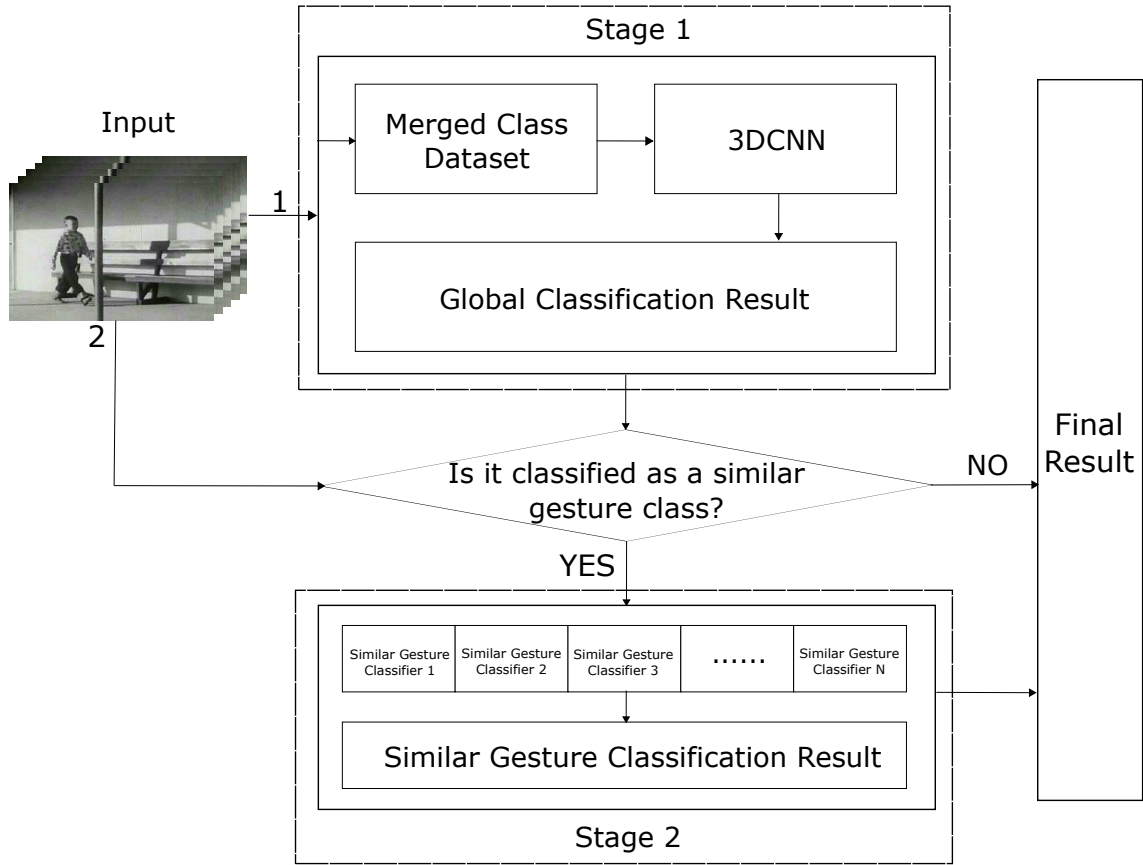 Stage 1
Input
Merged Class
Dataset
3DCNN
1
Global Classification Result
2
Is it classified as a similar
gesture class?
NO
Final
Result
YES
Similar Gesture
Classifier 1
Similar Gesture
Classifier 2
Similar Gesture
Classifier 3
......
Similar Gesture
Classifier N
Similar Gesture Classification Result
Stage 2